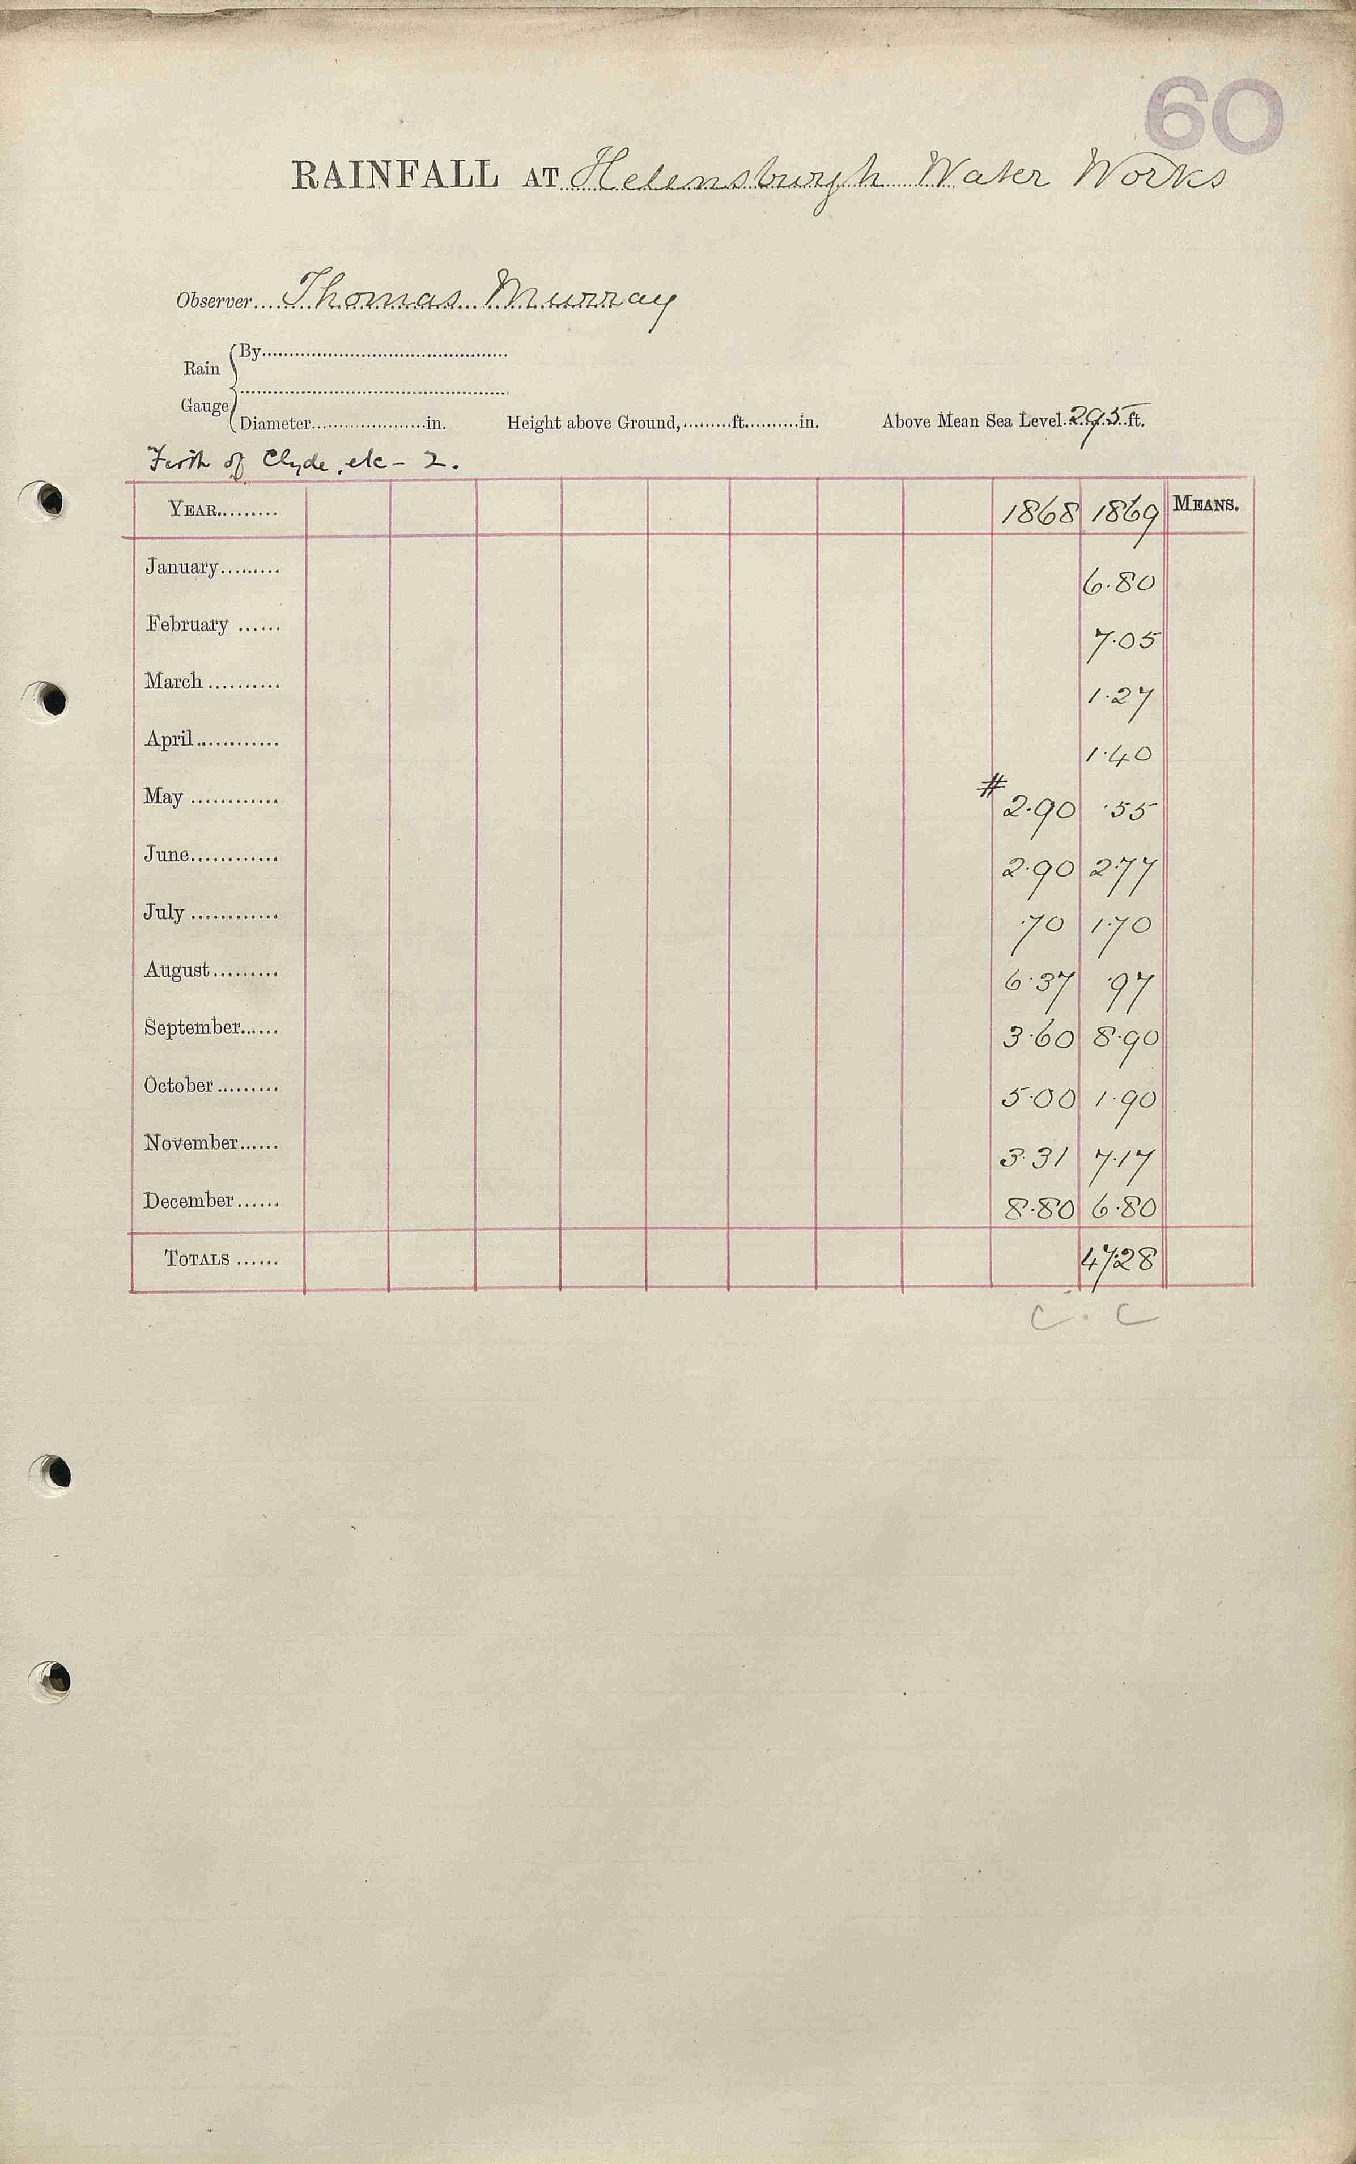 60
RAINFALL AT Helensburgh Water Works
Observer....Thomas Murray
Rain Gauge
By..........
Diameter..........in. Height above Ground,.........ft..........in. Above Mean Sea Level 295 ft.
Firth of Clyde, etc - 2.
YEAR......... 1868 1869 MEANS.
January......... 6.80
February ...... 7.05
March .......... 1.27
April............ 1.40
May ............ # 2.90 .55
June............ 2.90 2.77
July ............ .70 1.70
August......... 6.37 .97
September...... 3.60 8.90
October ......... 5.00 1.90
November...... 3.31 7.17
December...... 8.80 6.80
TOTALS ...... 47.28
C. C